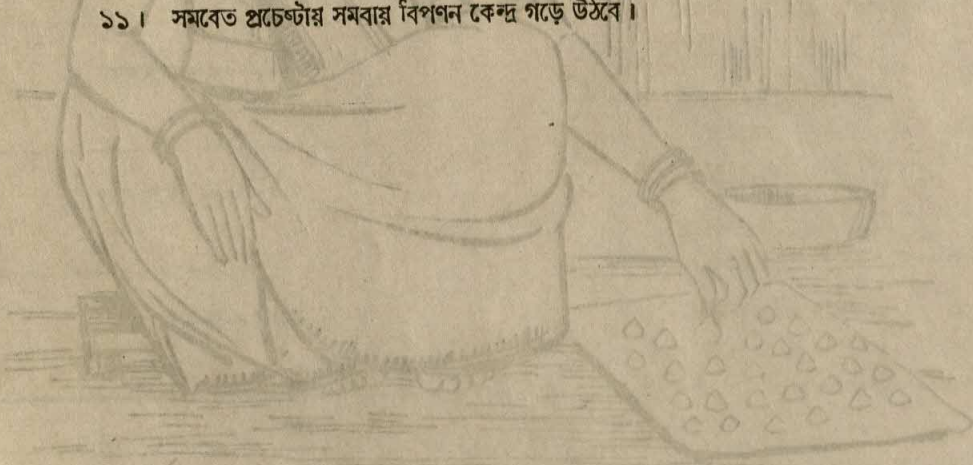 ১১। সমবেত প্রচেষ্টায় সমবায় বিপণন কেন্দ্র গড়ে উঠবে।